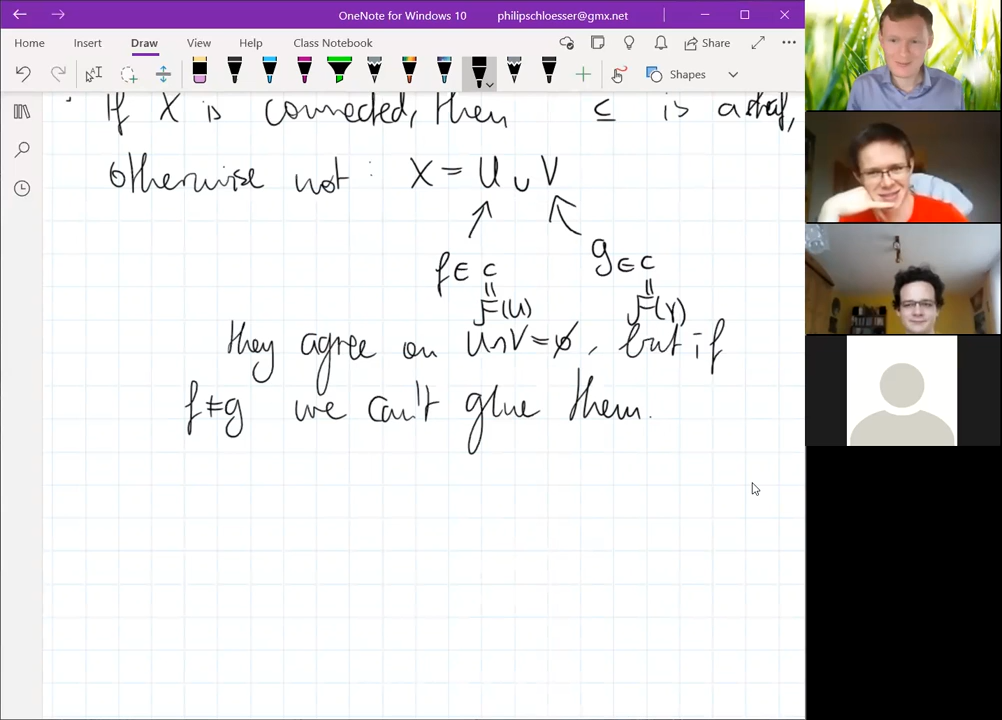 OneNote for Windows 10
philipschloesser@gmx.net
Home Insert Draw View Help Class Notebook Share
Shapes
If X is connected, then C is a sheaf,
otherwise not: X = U ∪ V
f ∈ C g ∈ C
= =
F(U) F(V)
they agree on U∩V=∅, but if
f≠g we can't glue them.